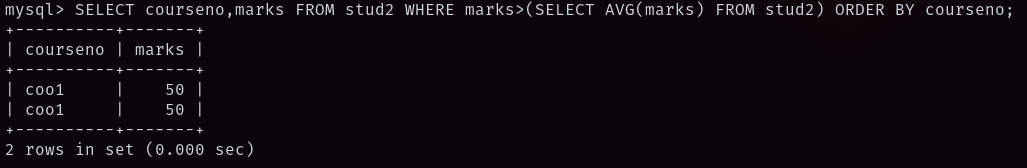 mysql> SELECT courseno,marks FROM stud2 WHERE marks>(SELECT AVG(marks) FROM stud2) ORDER BY courseno;
+----------+-------+
| courseno | marks |
+----------+-------+
| coo1     |    50 |
| coo1     |    50 |
+----------+-------+
2 rows in set (0.000 sec)